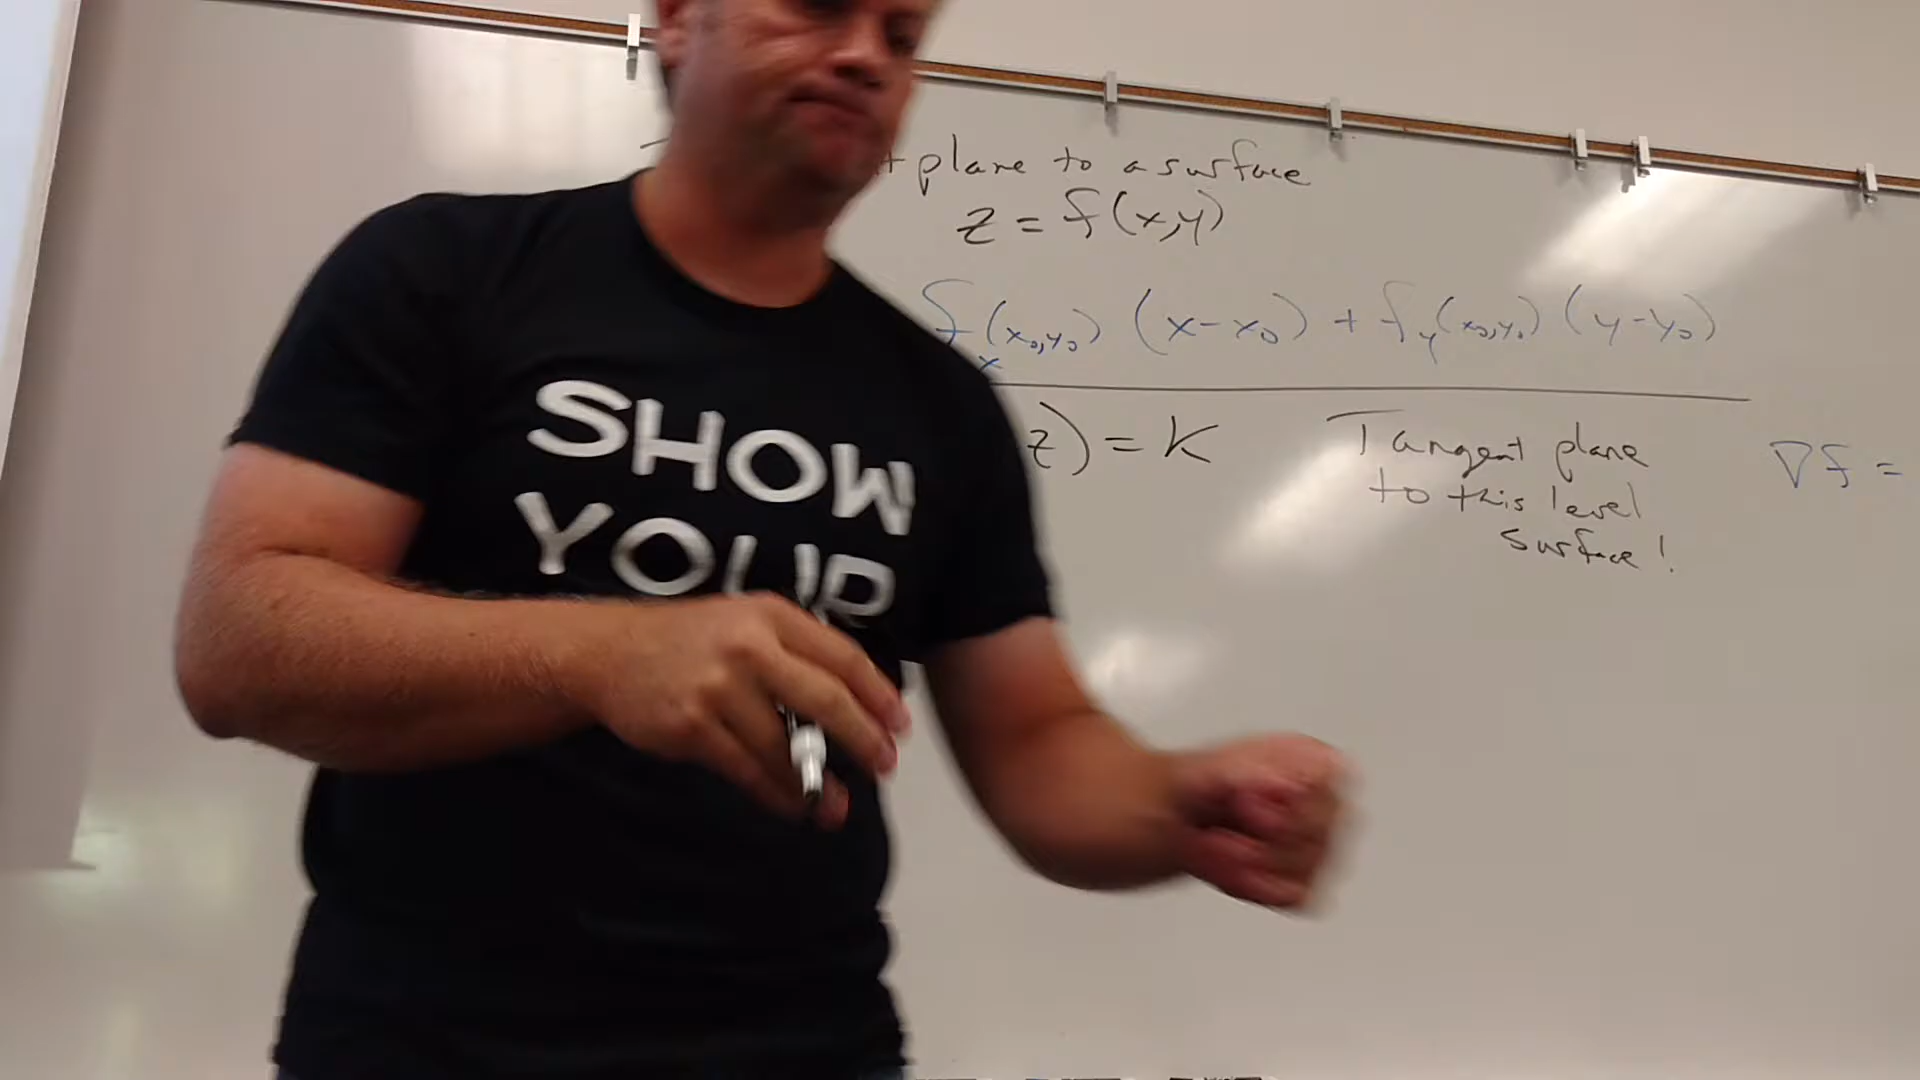 plane to a surface
z = f(x,y)
f_x(x₀,y₀) (x-x₀) + f_y(x₀,y₀) (y-y₀)
z) = K
Tangent plane
to this level
surface!
∇f =
SHOW
YOUR